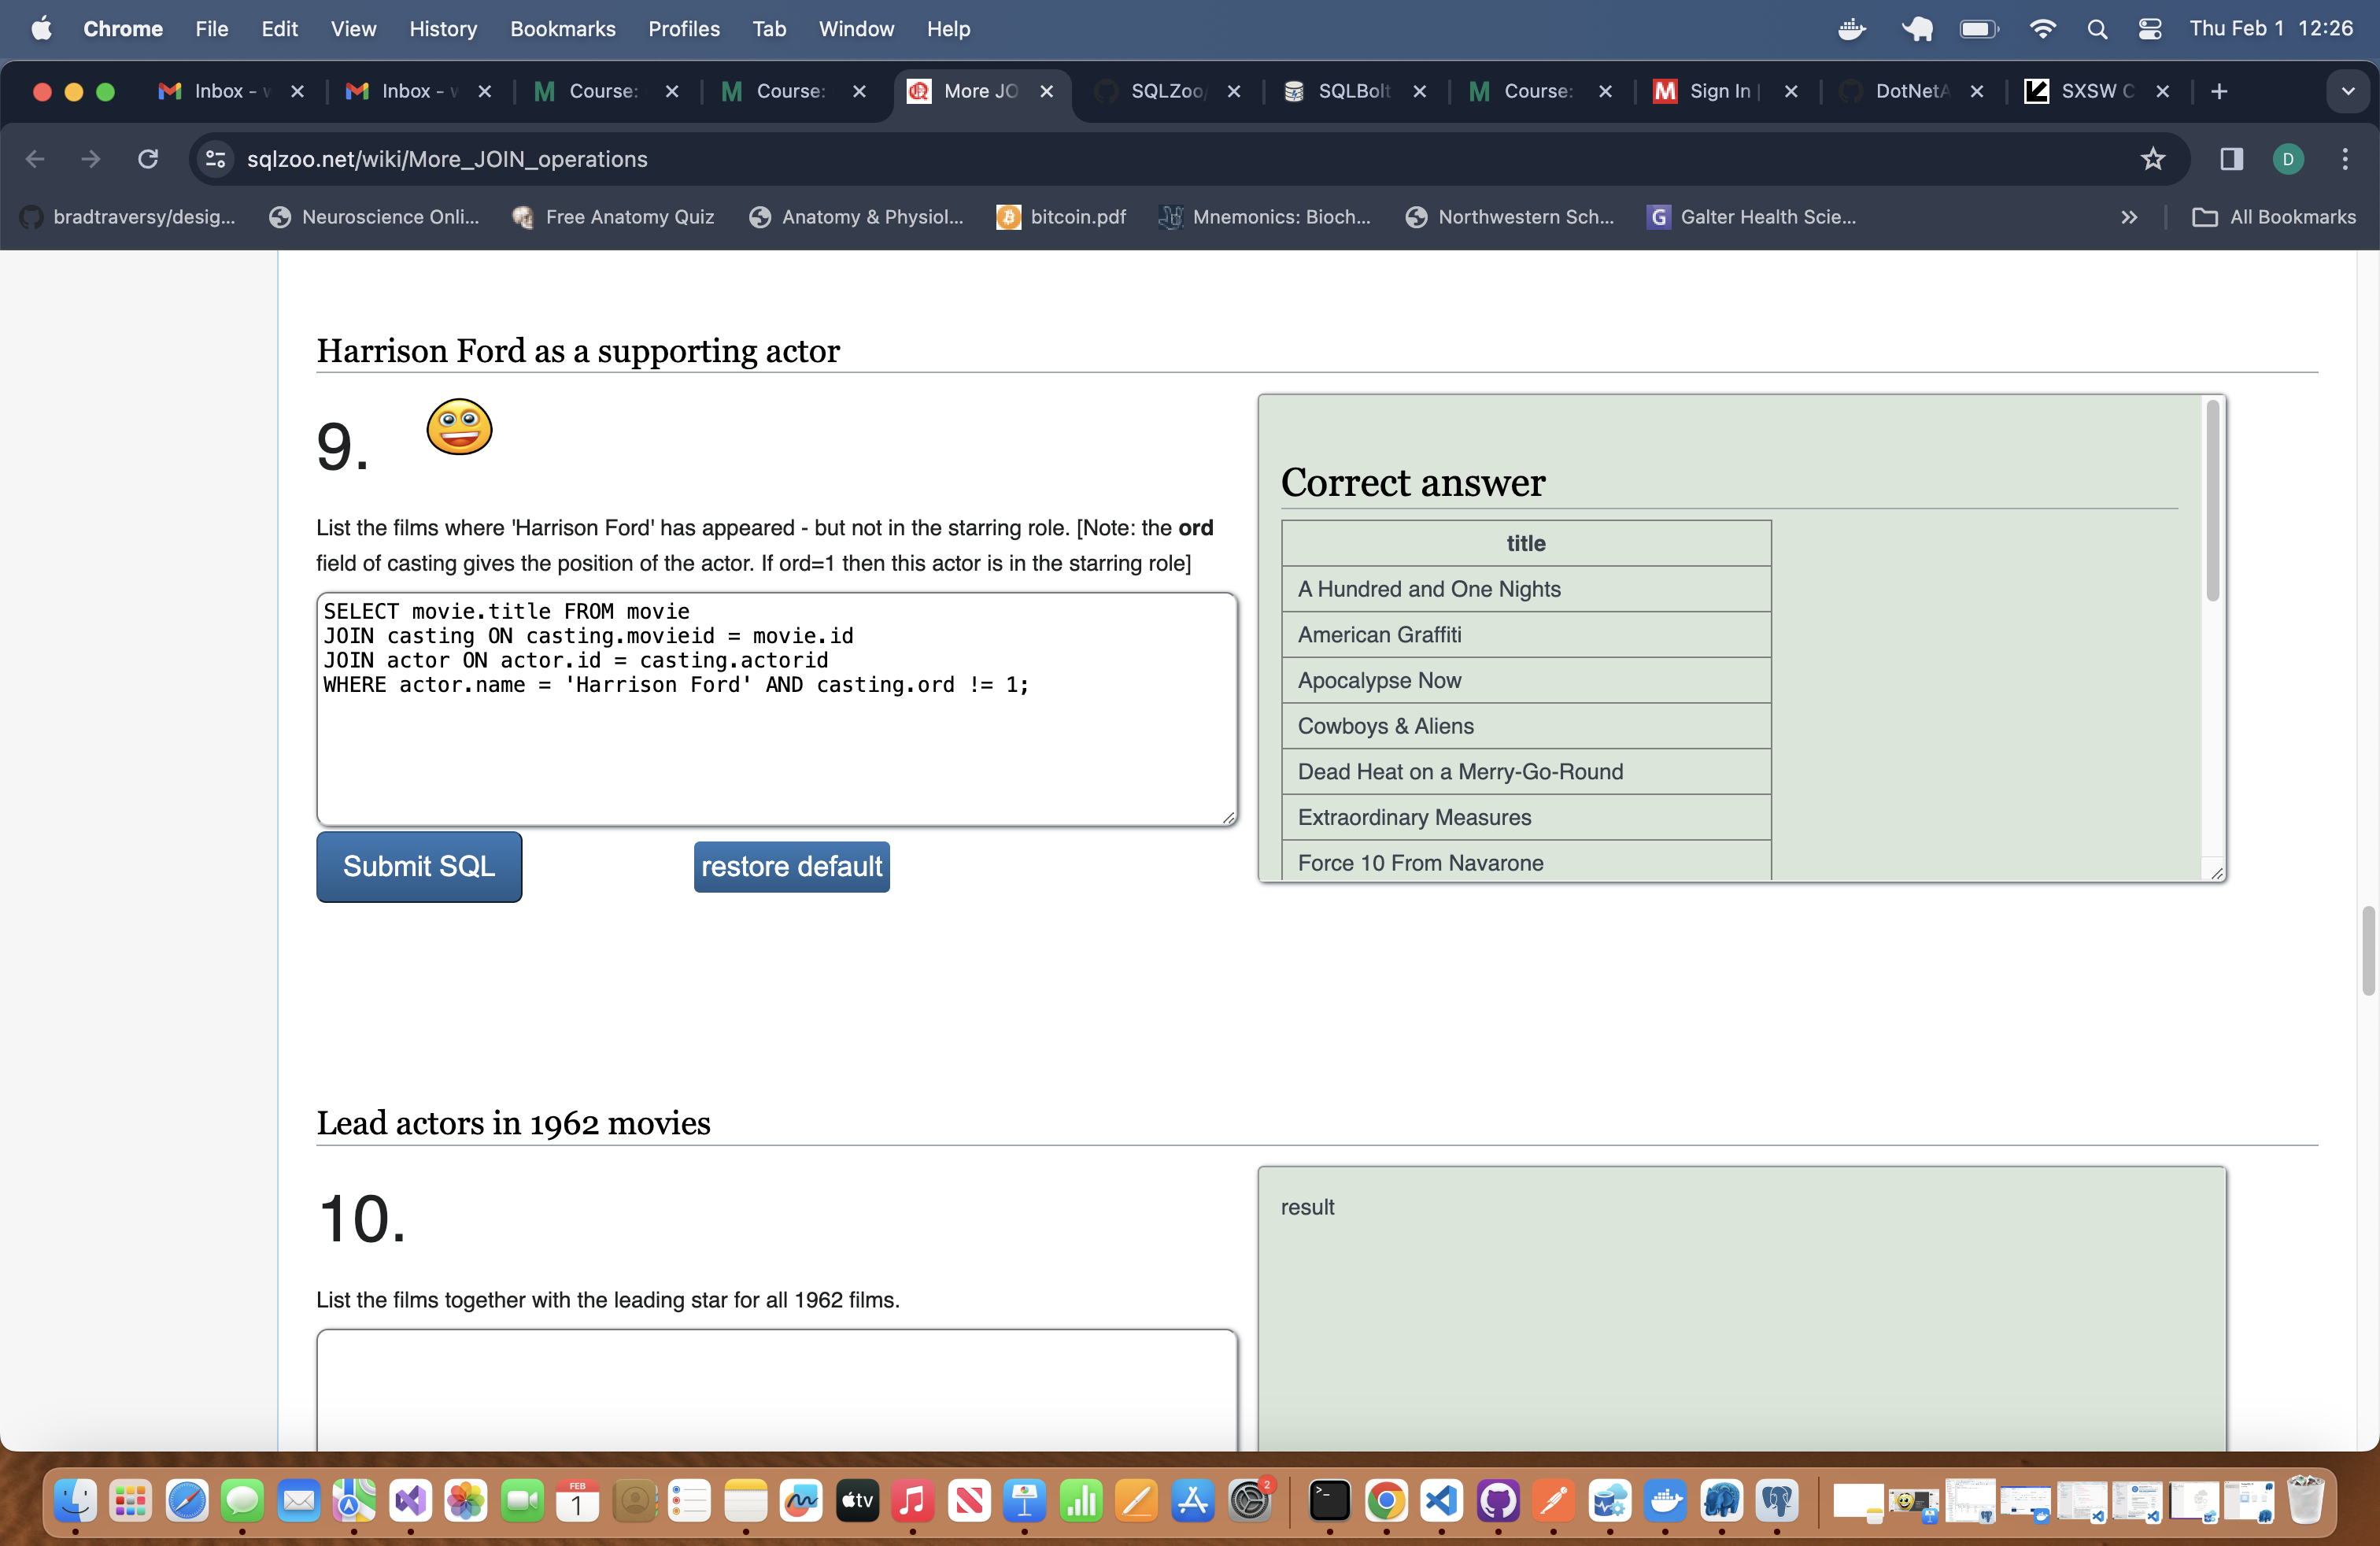 Chrome File Edit View History Bookmarks Profiles Tab Window Help Thu Feb 1 12:26
Inbox - Inbox - Course: Course: More JO SQLZoo/ SQLBolt Course: Sign In | DotNetA SXSW C
sqlzoo.net/wiki/More_JOIN_operations D
bradtraversy/desig... Neuroscience Onli... Free Anatomy Quiz Anatomy & Physiol... bitcoin.pdf Mnemonics: Bioch... Northwestern Sch... G Galter Health Scie... » All Bookmarks
Harrison Ford as a supporting actor
9.
List the films where 'Harrison Ford' has appeared - but not in the starring role. [Note: the ord
field of casting gives the position of the actor. If ord=1 then this actor is in the starring role]
SELECT movie.title FROM movie
JOIN casting ON casting.movieid = movie.id
JOIN actor ON actor.id = casting.actorid
WHERE actor.name = 'Harrison Ford' AND casting.ord != 1;
Submit SQL restore default
Correct answer
title
A Hundred and One Nights
American Graffiti
Apocalypse Now
Cowboys & Aliens
Dead Heat on a Merry-Go-Round
Extraordinary Measures
Force 10 From Navarone
Lead actors in 1962 movies
10.
List the films together with the leading star for all 1962 films.
result
FEB
1
tv
2